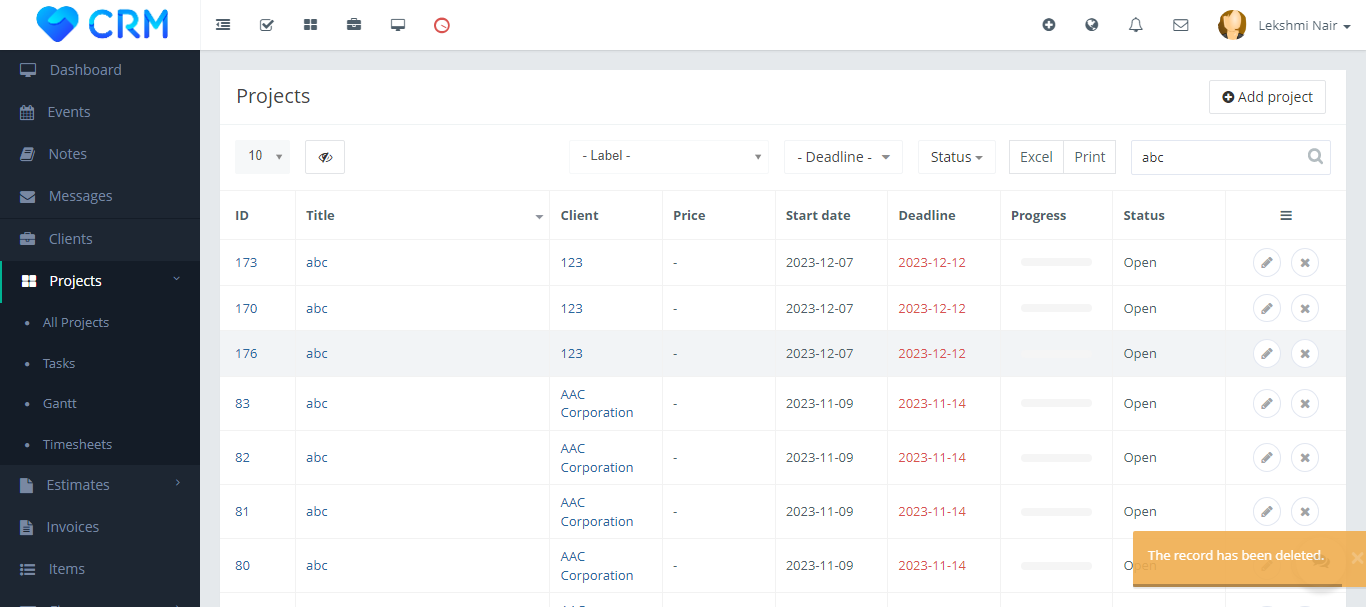 CRM
Lekshmi Nair
Dashboard
Events
Notes
Messages
Clients
Projects
All Projects
Tasks
Gantt
Timesheets
Estimates
Invoices
Items
Projects
Add project
10
- Label -
- Deadline -
Status
Excel
Print
abc
ID Title Client Price Start date Deadline Progress Status
173 abc 123 - 2023-12-07 2023-12-12 Open
170 abc 123 - 2023-12-07 2023-12-12 Open
176 abc 123 - 2023-12-07 2023-12-12 Open
83 abc AAC Corporation - 2023-11-09 2023-11-14 Open
82 abc AAC Corporation - 2023-11-09 2023-11-14 Open
81 abc AAC Corporation - 2023-11-09 2023-11-14 Open
80 abc AAC Corporation - 2023-11-09 2023-11-14 Open
The record has been deleted.